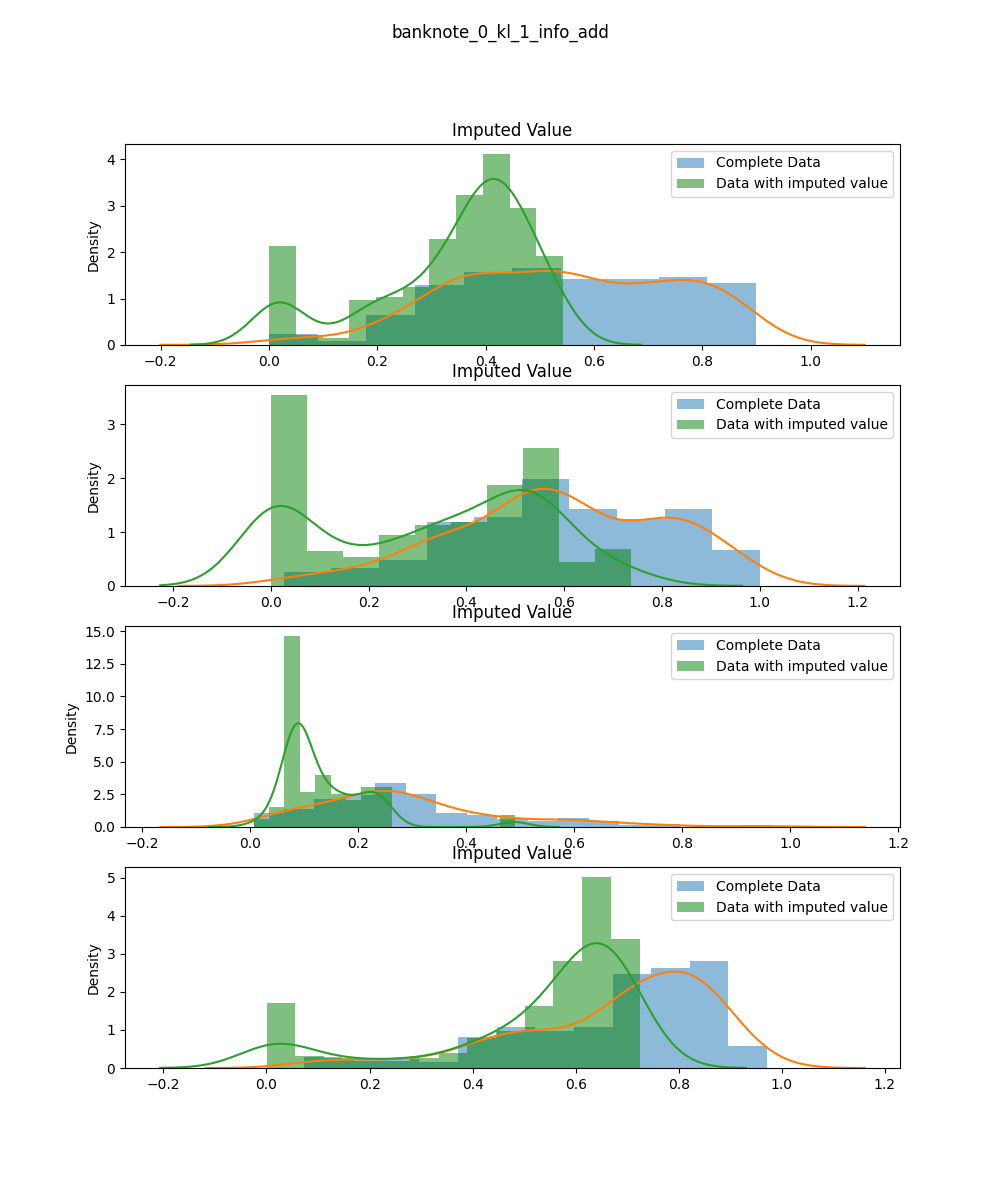 banknote_0_kl_1_info_add
Imputed Value
4
3
2
1
0
Density
Complete Data
Data with imputed value
−0.2 0.0 0.2 0.4 0.6 0.8 1.0
Imputed Value
3
2
1
0
Density
Complete Data
Data with imputed value
−0.2 0.0 0.2 0.4 0.6 0.8 1.0 1.2
Imputed Value
15.0
12.5
10.0
7.5
5.0
2.5
0.0
Density
Complete Data
Data with imputed value
−0.2 0.0 0.2 0.4 0.6 0.8 1.0 1.2
Imputed Value
5
4
3
2
1
0
Density
Complete Data
Data with imputed value
−0.2 0.0 0.2 0.4 0.6 0.8 1.0 1.2